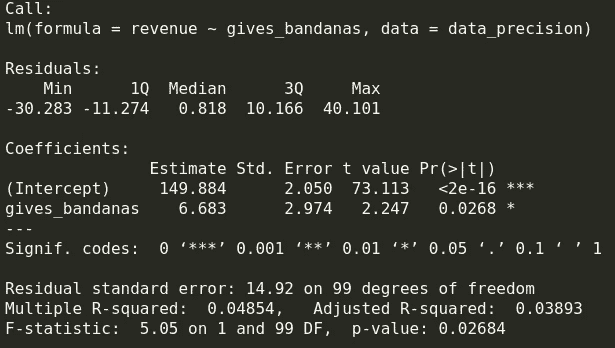 Call:
lm(formula = revenue ~ gives_bandanas, data = data_precision)
Residuals:
    Min      1Q  Median      3Q     Max
-30.283 -11.274   0.818  10.166  40.101
Coefficients:
               Estimate Std. Error t value Pr(>|t|)
(Intercept)     149.884      2.050  73.113   <2e-16 ***
gives_bandanas    6.683      2.974   2.247   0.0268 *
---
Signif. codes:  0 ‘***’ 0.001 ‘**’ 0.01 ‘*’ 0.05 ‘.’ 0.1 ‘ ’ 1
Residual standard error: 14.92 on 99 degrees of freedom
Multiple R-squared:  0.04854,	Adjusted R-squared:  0.03893
F-statistic:  5.05 on 1 and 99 DF,  p-value: 0.02684